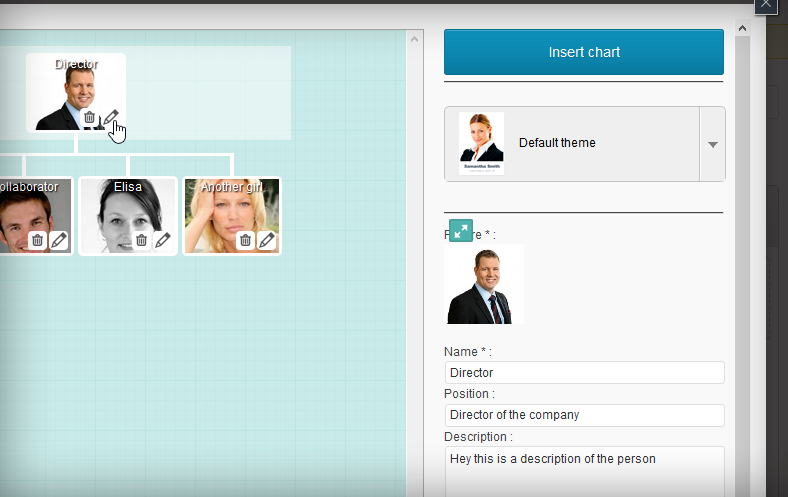 Director
ollaborator
Elisa
Another girl
Insert chart
Samantha Smith
Default theme
re * :
Name * :
Director
Position :
Director of the company
Description :
Hey this is a description of the person